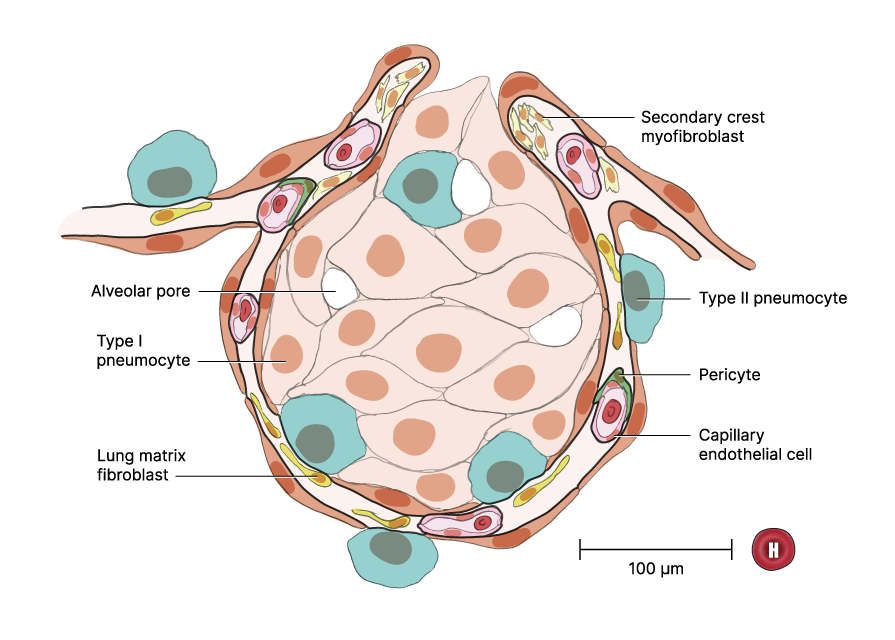 Secondary crest
myofibroblast
Alveolar pore
Type II pneumocyte
Type I
pneumocyte
Pericyte
Capillary
endothelial cell
Lung matrix
fibroblast
100 µm
H